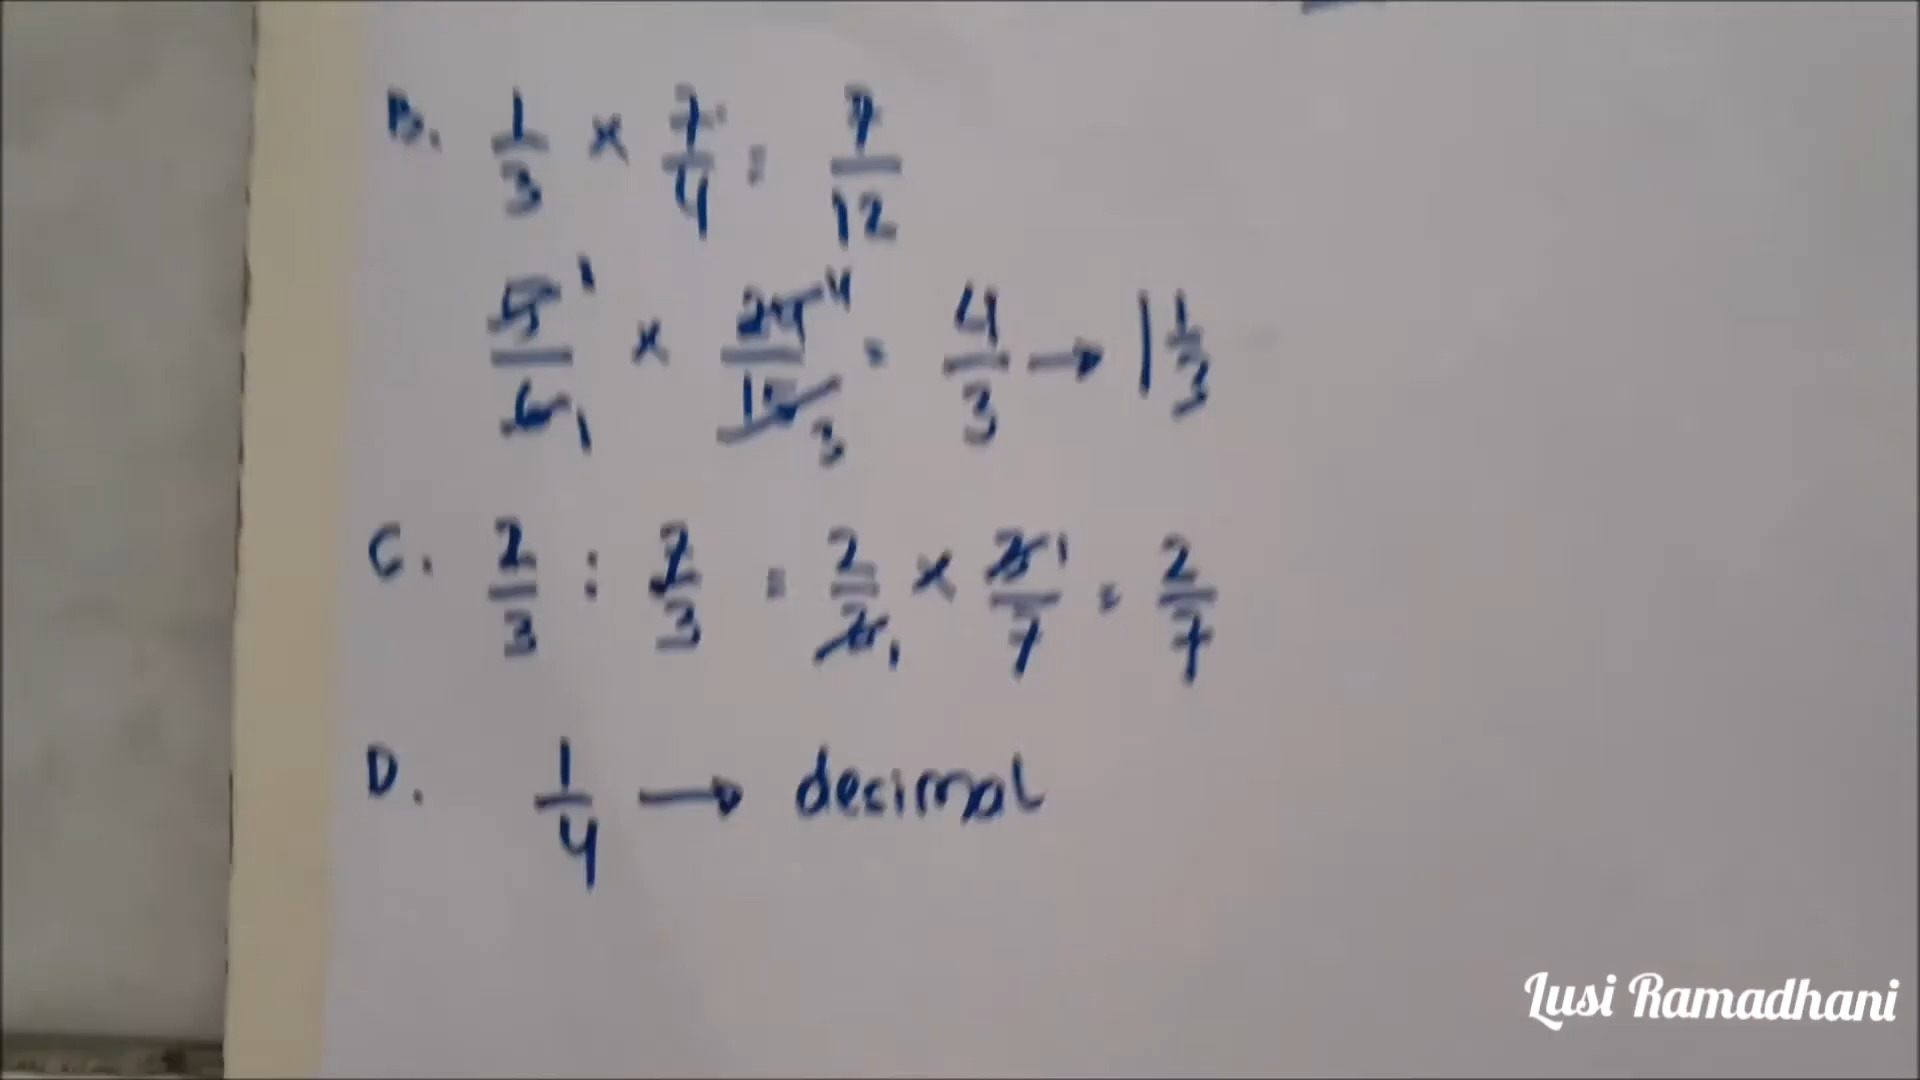 B. 1/3 × 7/4 = 7/12
5/6 × 24/15 = 4/3 → 1 1/3
C. 2/3 : 7/3 = 2/3 × 3/7 = 2/7
D. 1/4 → decimal
Lusi Ramadhani